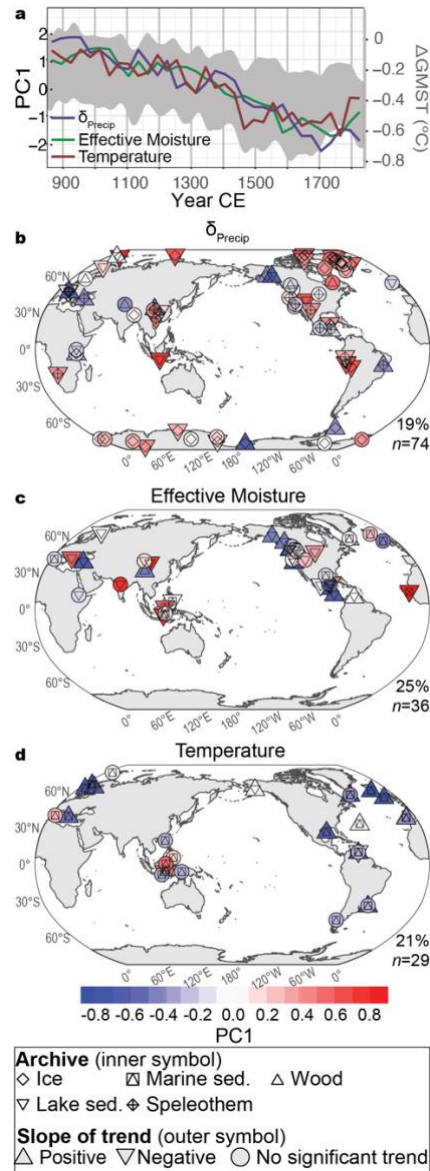 a
2
1
0
−1
−2
PC1
0
−0.2
−0.4
−0.6
−0.8
ΔGMST (°C)
δPrecip
Effective Moisture
Temperature
900 1100 1300 1500 1700
Year CE
b δPrecip
60°N
30°N
0°
30°S
60°S
0° 60°E 120°E 180° 120°W 60°W
19%
n=74
c Effective Moisture
60°N
30°N
0°
30°S
60°S
0° 60°E 120°E 180° 120°W 60°W
25%
n=36
d Temperature
60°N
30°N
0°
30°S
60°S
0° 60°E 120°E 180° 120°W 60°W
21%
n=29
-0.8 -0.6 -0.4 -0.2 0.0 0.2 0.4 0.6 0.8
PC1
Archive (inner symbol)
Ice Marine sed. Wood
Lake sed. Speleothem
Slope of trend (outer symbol)
Positive Negative No significant trend